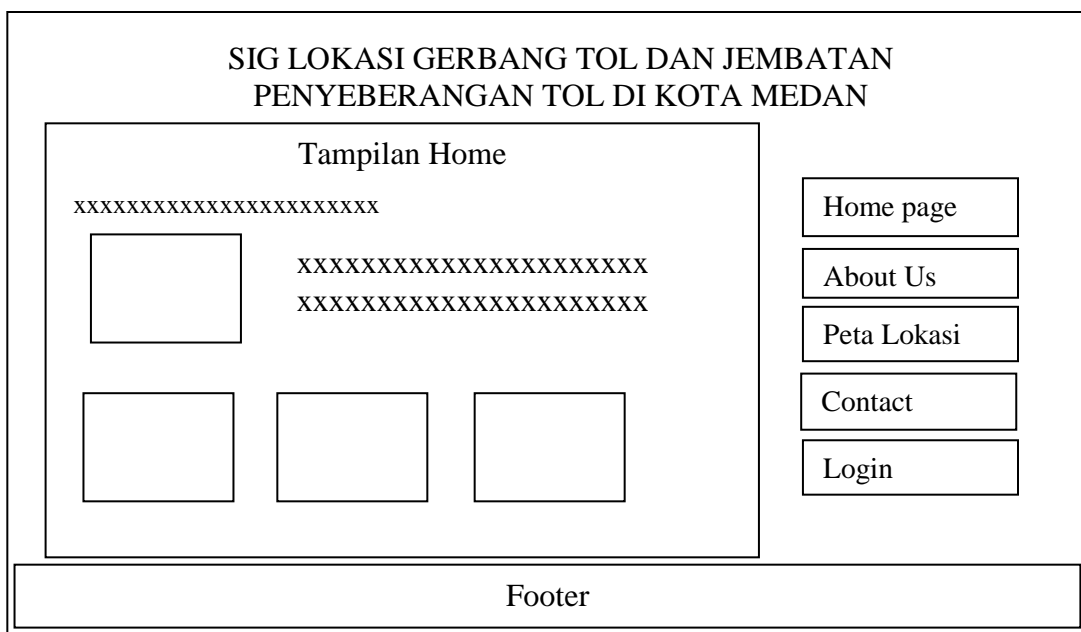 SIG LOKASI GERBANG TOL DAN JEMBATAN
PENYEBERANGAN TOL DI KOTA MEDAN
Tampilan Home
xxxxxxxxxxxxxxxxxxxxxxx
xxxxxxxxxxxxxxxxxxxxxx
xxxxxxxxxxxxxxxxxxxxxx
Home page
About Us
Peta Lokasi
Contact
Login
Footer